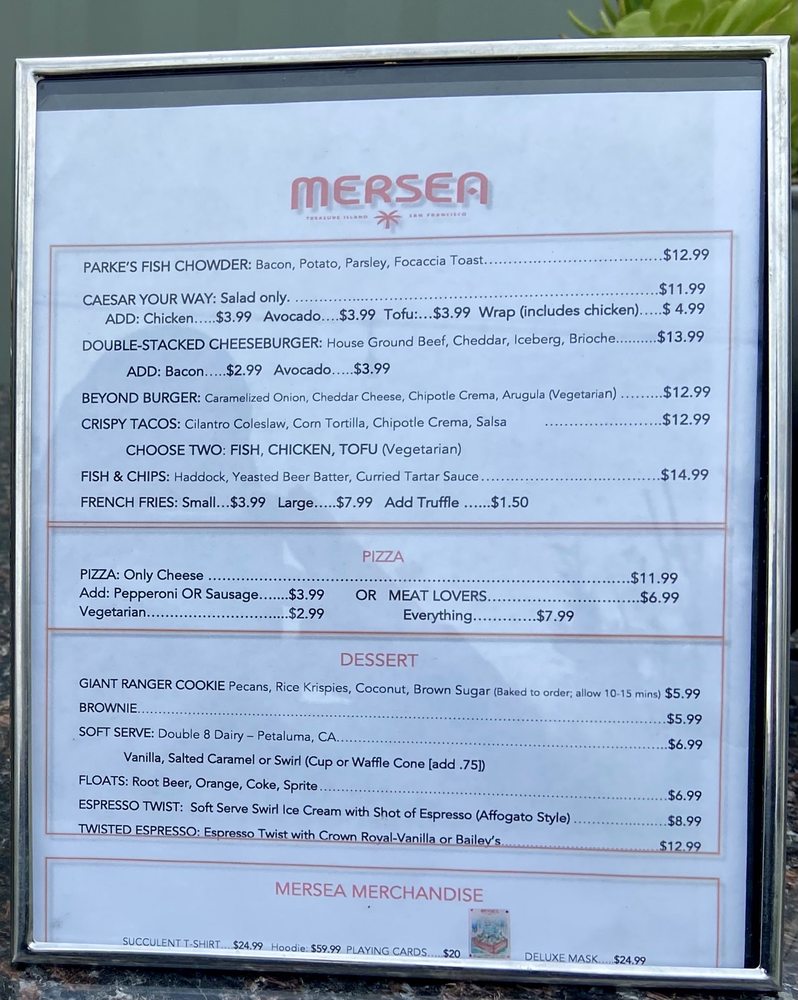 MERSEA
TREASURE ISLAND SAN FRANCISCO
PARKE'S FISH CHOWDER: Bacon, Potato, Parsley, Focaccia Toast....................................$12.99
CAESAR YOUR WAY: Salad only. ........................................................................$11.99
ADD: Chicken.....$3.99 Avocado....$3.99 Tofu:...$3.99 Wrap (includes chicken).....$ 4.99
DOUBLE-STACKED CHEESEBURGER: House Ground Beef, Cheddar, Iceberg, Brioche.........$13.99
ADD: Bacon.....$2.99 Avocado.....$3.99
BEYOND BURGER: Caramelized Onion, Cheddar Cheese, Chipotle Crema, Arugula (Vegetarian) .........$12.99
CRISPY TACOS: Cilantro Coleslaw, Corn Tortilla, Chipotle Crema, Salsa .......................$12.99
CHOOSE TWO: FISH, CHICKEN, TOFU (Vegetarian)
FISH & CHIPS: Haddock, Yeasted Beer Batter, Curried Tartar Sauce....................................$14.99
FRENCH FRIES: Small...$3.99 Large.....$7.99 Add Truffle ......$1.50
PIZZA
PIZZA: Only Cheese ....................................................................................$11.99
Add: Pepperoni OR Sausage.......$3.99 OR MEAT LOVERS...............................$6.99
Vegetarian.............................$2.99 Everything.............$7.99
DESSERT
GIANT RANGER COOKIE Pecans, Rice Krispies, Coconut, Brown Sugar (Baked to order; allow 10-15 mins) $5.99
BROWNIE.........................................................................................................$5.99
SOFT SERVE: Double 8 Dairy – Petaluma, CA..................................................................$6.99
Vanilla, Salted Caramel or Swirl (Cup or Waffle Cone [add .75])
FLOATS: Root Beer, Orange, Coke, Sprite......................................................................$6.99
ESPRESSO TWIST: Soft Serve Swirl Ice Cream with Shot of Espresso (Affogato Style) ..................$8.99
TWISTED ESPRESSO: Espresso Twist with Crown Royal-Vanilla or Bailey's................................$12.99
MERSEA MERCHANDISE
SUCCULENT T-SHIRT....$24.99 Hoodie: $59.99 PLAYING CARDS.....$20 DELUXE MASK.....$24.99